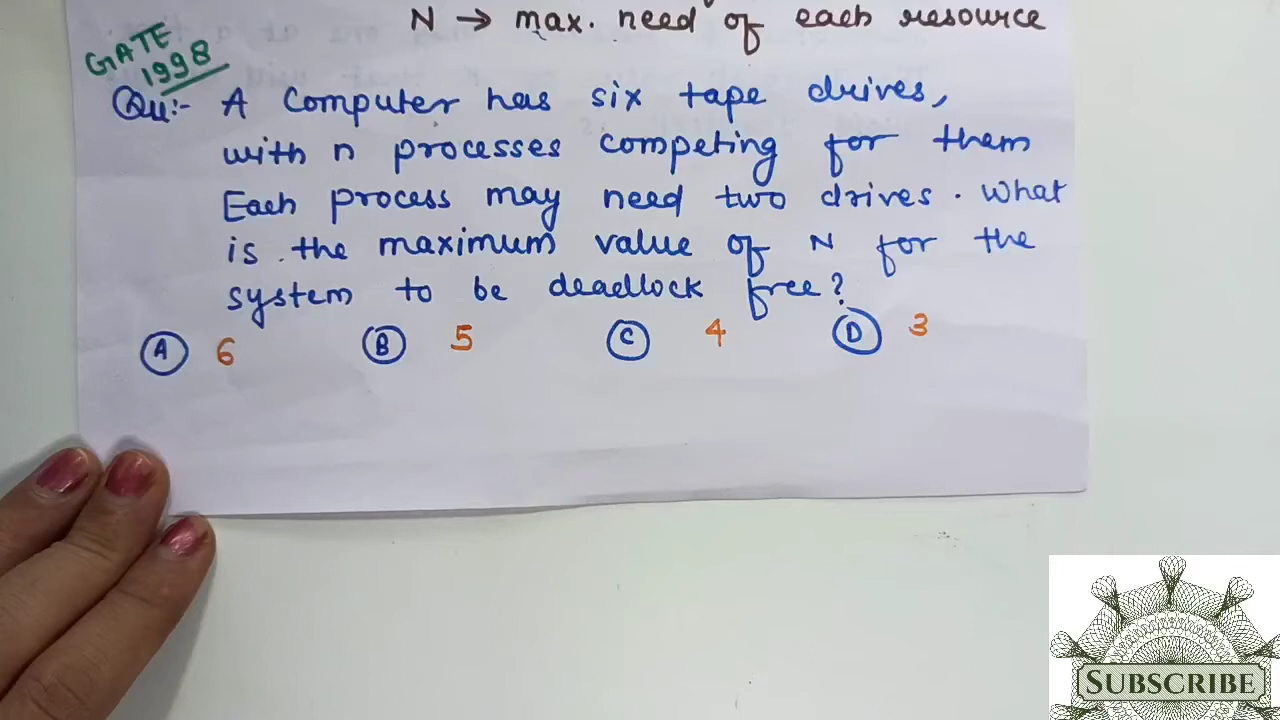 N → max. need of each resource
GATE
1998
Qu:- A Computer has six tape drives,
with n processes competing for them
Each process may need two drives. What
is the maximum value of N for the
system to be deadlock free?
A 6 B 5 C 4 D 3
SUBSCRIBE